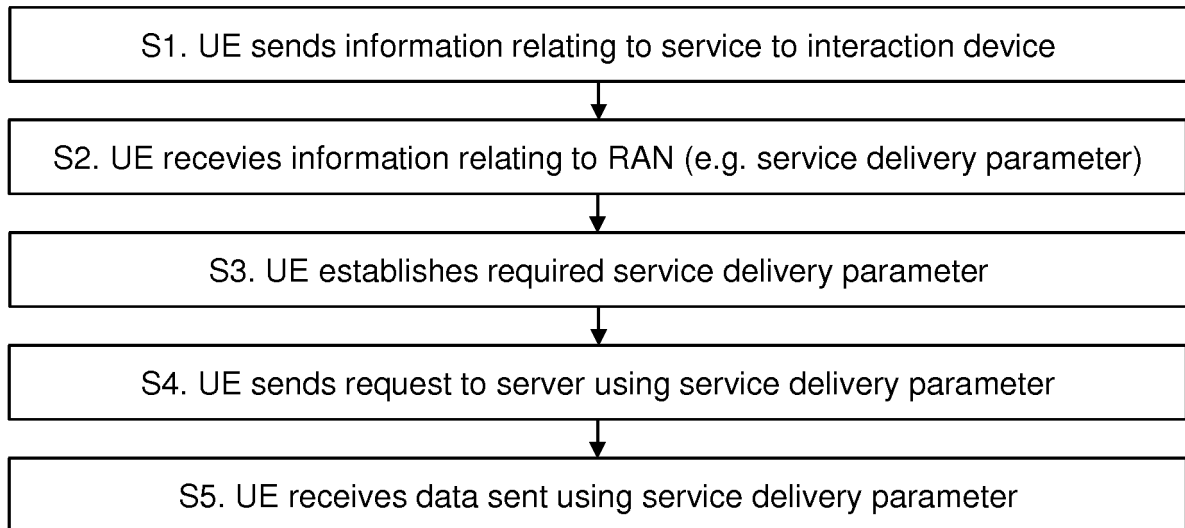 S1. UE sends information relating to service to interaction device
S2. UE recevies information relating to RAN (e.g. service delivery parameter)
S3. UE establishes required service delivery parameter
S4. UE sends request to server using service delivery parameter
S5. UE receives data sent using service delivery parameter